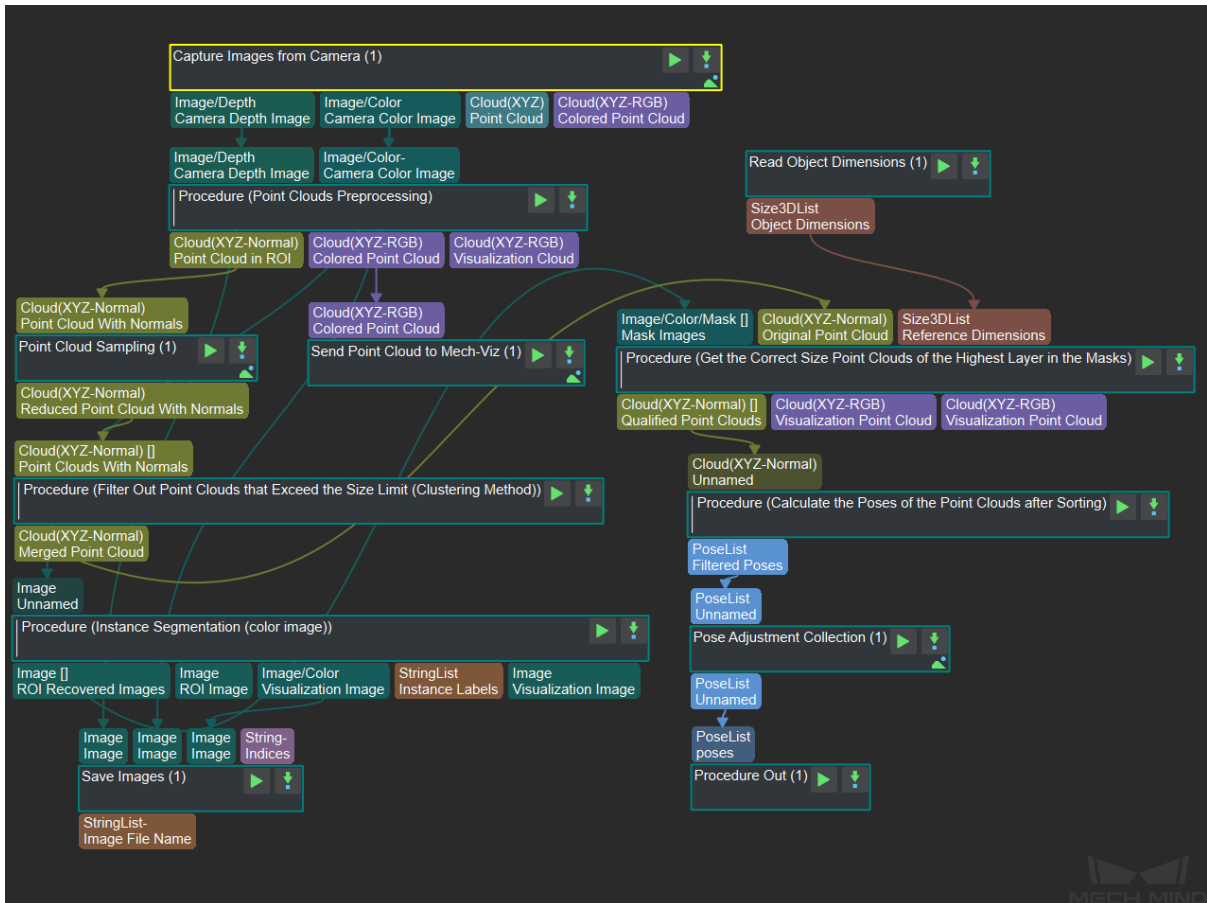 Capture Images from Camera (1)
Image/Depth
Camera Depth Image
Image/Color
Camera Color Image
Cloud(XYZ)
Point Cloud
Cloud(XYZ-RGB)
Colored Point Cloud
Image/Depth
Camera Depth Image
Image/Color-
Camera Color Image
Procedure (Point Clouds Preprocessing)
Cloud(XYZ-Normal)
Point Cloud in ROI
Cloud(XYZ-RGB)
Colored Point Cloud
Cloud(XYZ-RGB)
Visualization Cloud
Read Object Dimensions (1)
Size3DList
Object Dimensions
Cloud(XYZ-Normal)
Point Cloud With Normals
Point Cloud Sampling (1)
Cloud(XYZ-Normal)
Reduced Point Cloud With Normals
Cloud(XYZ-RGB)
Colored Point Cloud
Send Point Cloud to Mech-Viz (1)
Image/Color/Mask []
Mask Images
Cloud(XYZ-Normal)
Original Point Cloud
Size3DList
Reference Dimensions
Procedure (Get the Correct Size Point Clouds of the Highest Layer in the Masks)
Cloud(XYZ-Normal) []
Qualified Point Clouds
Cloud(XYZ-RGB)
Visualization Point Cloud
Cloud(XYZ-RGB)
Visualization Point Cloud
Cloud(XYZ-Normal) []
Point Clouds With Normals
Procedure (Filter Out Point Clouds that Exceed the Size Limit (Clustering Method))
Cloud(XYZ-Normal)
Merged Point Cloud
Cloud(XYZ-Normal)
Unnamed
Procedure (Calculate the Poses of the Point Clouds after Sorting)
PoseList
Filtered Poses
Image
Unnamed
Procedure (Instance Segmentation (color image))
Image []
ROI Recovered Images
Image
ROI Image
Image/Color
Visualization Image
StringList
Instance Labels
Image
Visualization Image
PoseList
Unnamed
Pose Adjustment Collection (1)
PoseList
Unnamed
Image
Image
Image
Image
Image
Image
String-
Indices
Save Images (1)
StringList-
Image File Name
PoseList
poses
Procedure Out (1)
MECH MIND